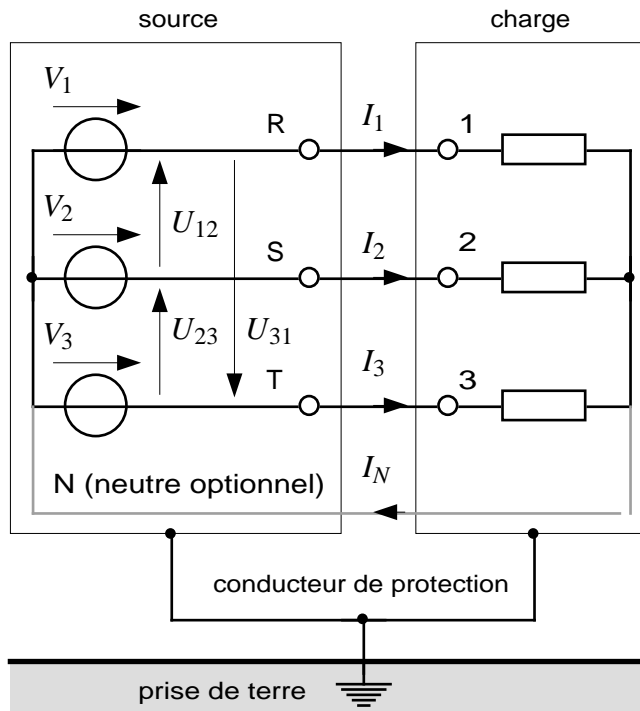 source
charge
V1
R
I1
1
V2
U12
S
I2
2
V3
U23
U31
T
I3
3
N (neutre optionnel)
IN
conducteur de protection
prise de terre